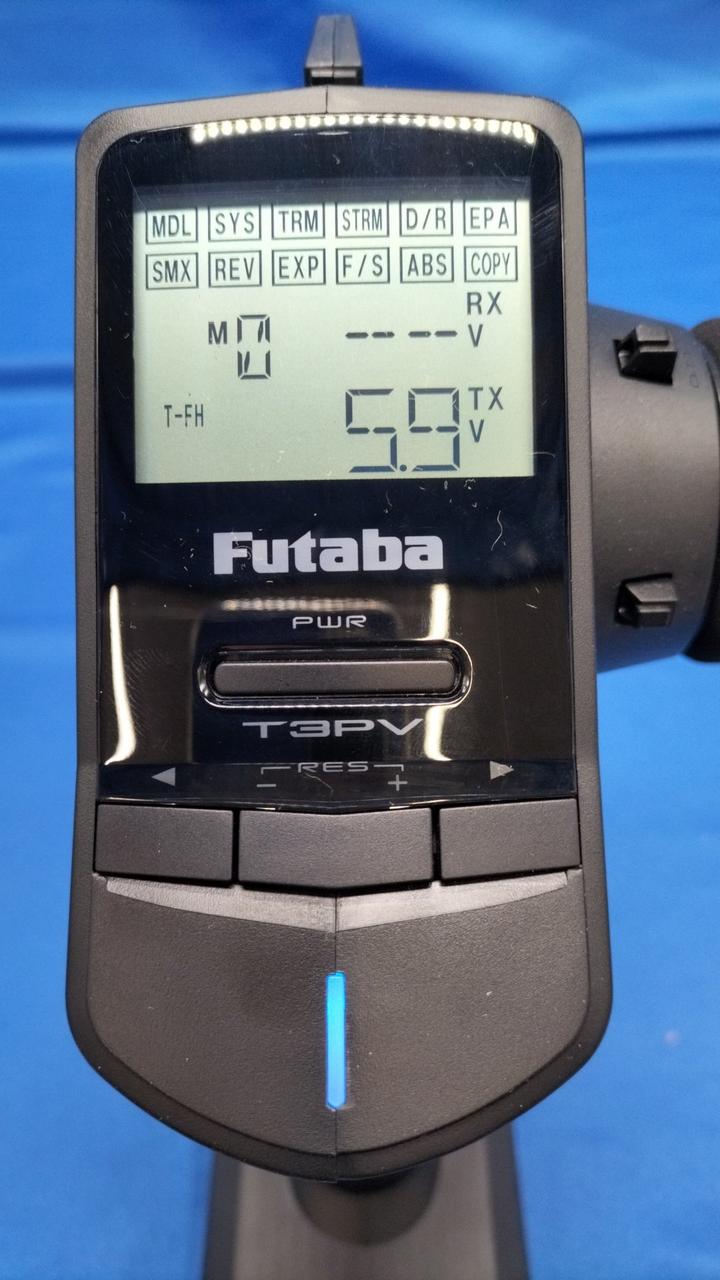 MDL SYS TRM STRM D/R EPA
SMX REV EXP F/S ABS COPY
RX
M 0 -- -- V
T-FH 5.9 TX
V
Futaba
PWR
T3PV
◀ RES ▶
− +